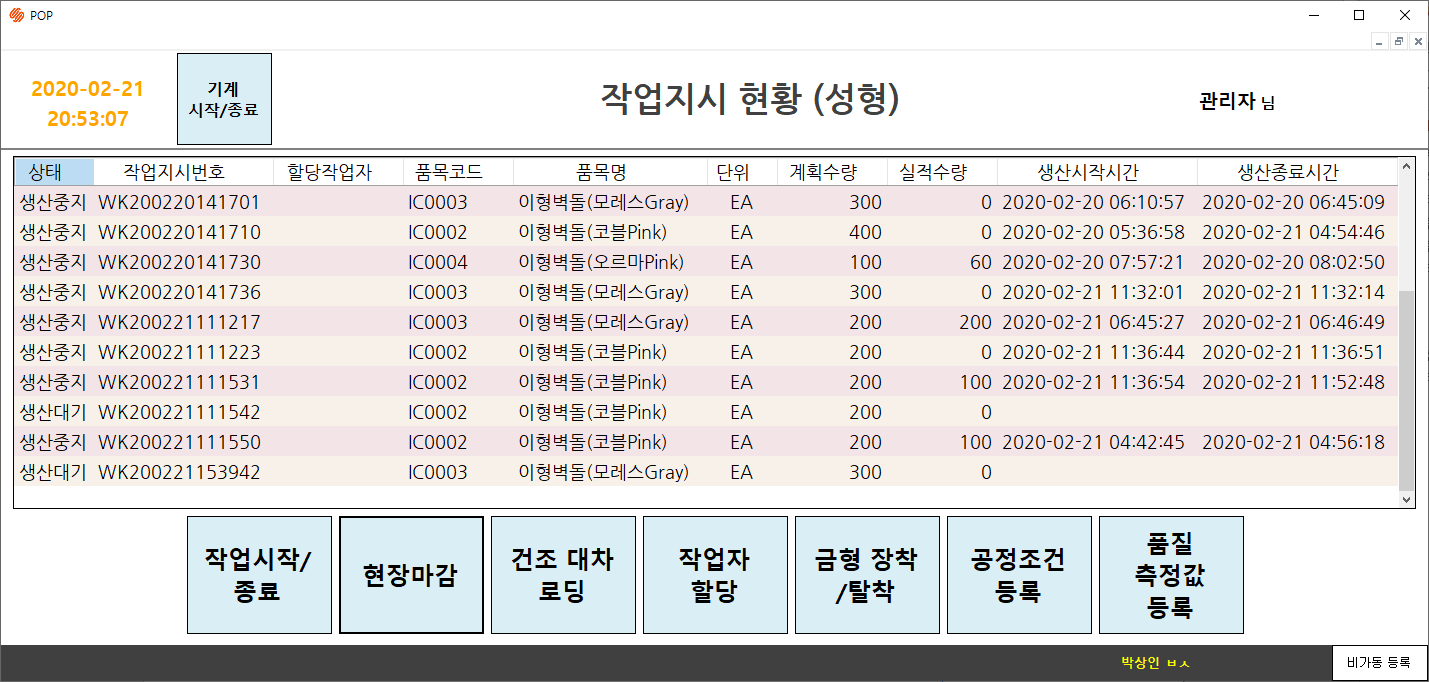 POP
2020-02-21
20:53:07
기계
시작/종료
작업지시 현황 (성형)
관리자 님
상태 작업지시번호 할당작업자 품목코드 품목명 단위 계획수량 실적수량 생산시작시간 생산종료시간
생산중지 WK200220141701 IC0003 이형벽돌(모레스Gray) EA 300 0 2020-02-20 06:10:57 2020-02-20 06:45:09
생산중지 WK200220141710 IC0002 이형벽돌(코블Pink) EA 400 0 2020-02-20 05:36:58 2020-02-21 04:54:46
생산중지 WK200220141730 IC0004 이형벽돌(오르마Pink) EA 100 60 2020-02-20 07:57:21 2020-02-20 08:02:50
생산중지 WK200220141736 IC0003 이형벽돌(모레스Gray) EA 300 0 2020-02-21 11:32:01 2020-02-21 11:32:14
생산중지 WK200221111217 IC0003 이형벽돌(모레스Gray) EA 200 200 2020-02-21 06:45:27 2020-02-21 06:46:49
생산중지 WK200221111223 IC0002 이형벽돌(코블Pink) EA 200 0 2020-02-21 11:36:44 2020-02-21 11:36:51
생산중지 WK200221111531 IC0002 이형벽돌(코블Pink) EA 200 100 2020-02-21 11:36:54 2020-02-21 11:52:48
생산대기 WK200221111542 IC0002 이형벽돌(코블Pink) EA 200 0
생산중지 WK200221111550 IC0002 이형벽돌(코블Pink) EA 200 100 2020-02-21 04:42:45 2020-02-21 04:56:18
생산대기 WK200221153942 IC0003 이형벽돌(모레스Gray) EA 300 0
작업시작/
종료
현장마감
건조 대차
로딩
작업자
할당
금형 장착
/탈착
공정조건
등록
품질
측정값
등록
박상인 ㅂㅅ
비가동 등록